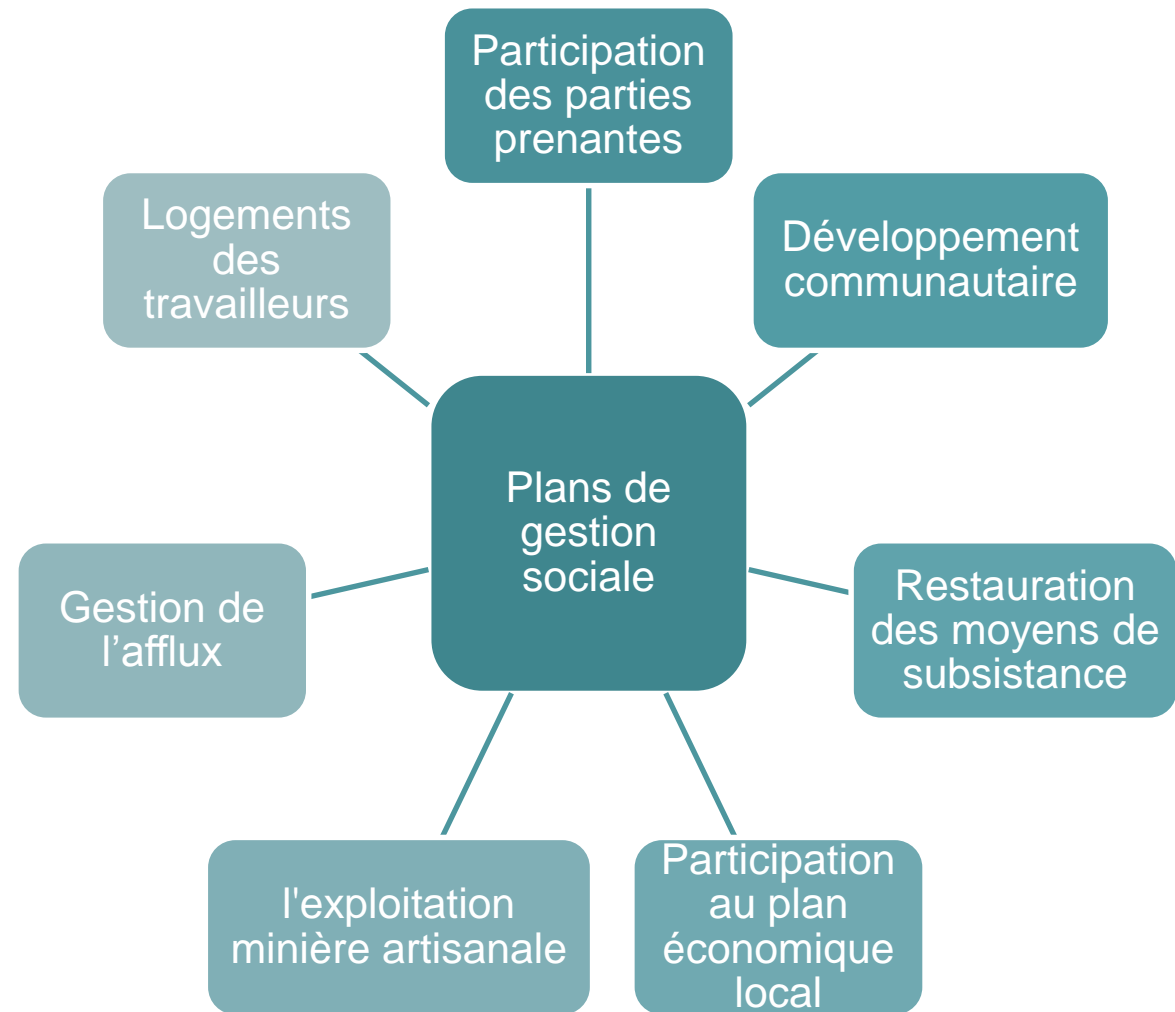 Participation
des parties
prenantes
Développement
communautaire
Restauration
des moyens de
subsistance
Participation
au plan
économique
local
l'exploitation
minière artisanale
Gestion de
l’afflux
Logements
des
travailleurs
Plans de
gestion
sociale